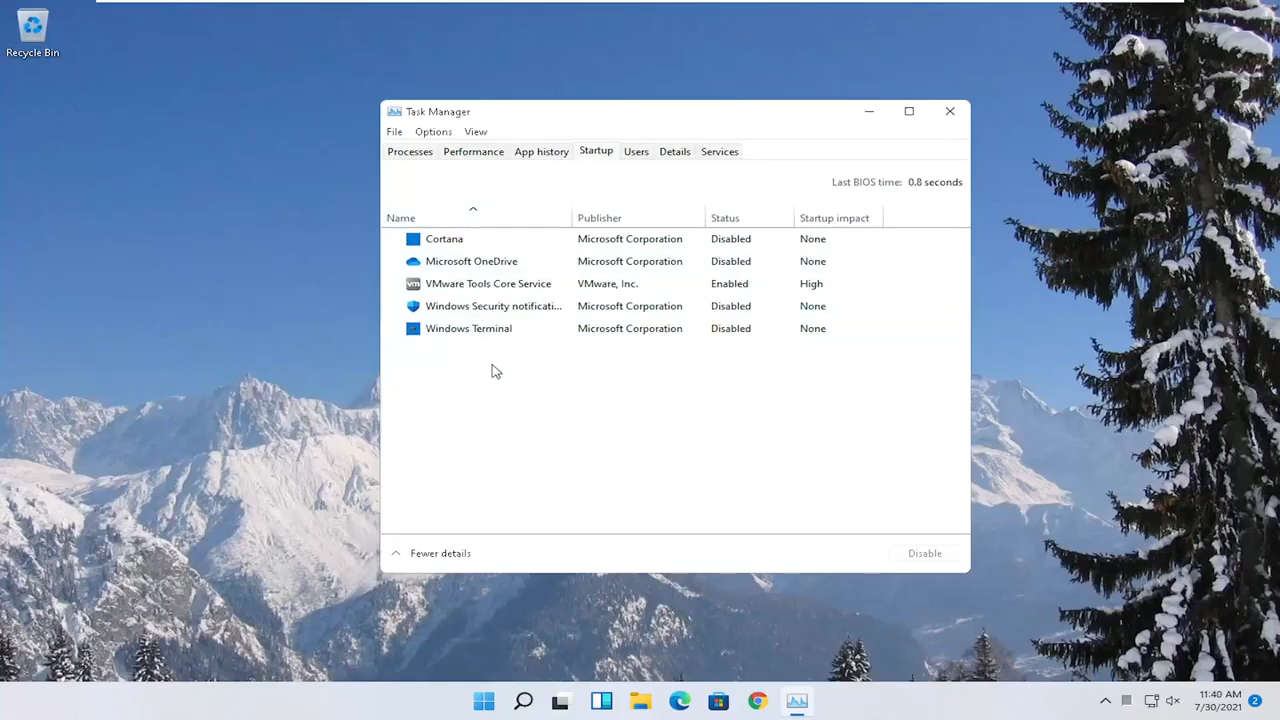 Recycle Bin
Task Manager
File Options View
Processes Performance App history Startup Users Details Services
Last BIOS time: 0.8 seconds
Name Publisher Status Startup impact
Cortana Microsoft Corporation Disabled None
Microsoft OneDrive Microsoft Corporation Disabled None
vm VMware Tools Core Service VMware, Inc. Enabled High
Windows Security notificati... Microsoft Corporation Disabled None
Windows Terminal Microsoft Corporation Disabled None
Fewer details Disable
11:40 AM
7/30/2021 2